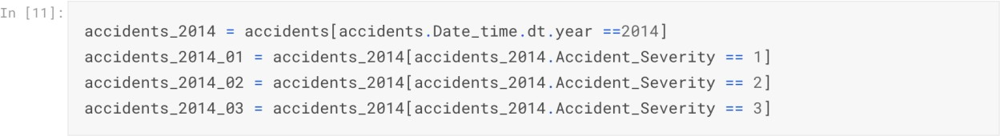 In [11]:
accidents_2014 = accidents[accidents.Date_time.dt.year ==2014]
accidents_2014_01 = accidents_2014[accidents_2014.Accident_Severity == 1]
accidents_2014_02 = accidents_2014[accidents_2014.Accident_Severity == 2]
accidents_2014_03 = accidents_2014[accidents_2014.Accident_Severity == 3]